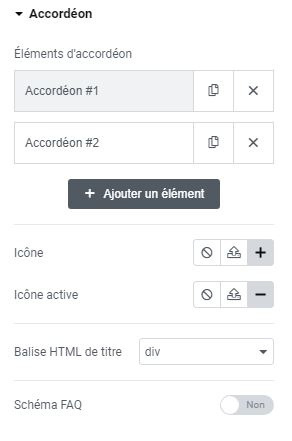 Accordéon
Éléments d'accordéon
Accordéon #1
Accordéon #2
+ Ajouter un élément
Icône
Icône active
Balise HTML de titre div
Schéma FAQ Non